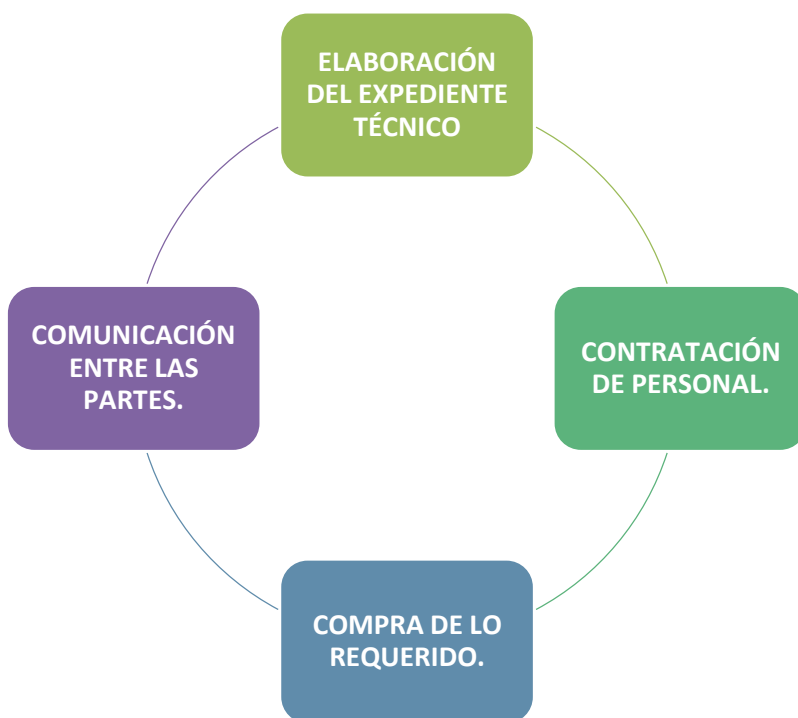 ELABORACIÓN
DEL EXPEDIENTE
TÉCNICO
CONTRATACIÓN
DE PERSONAL.
COMPRA DE LO
REQUERIDO.
COMUNICACIÓN
ENTRE LAS
PARTES.